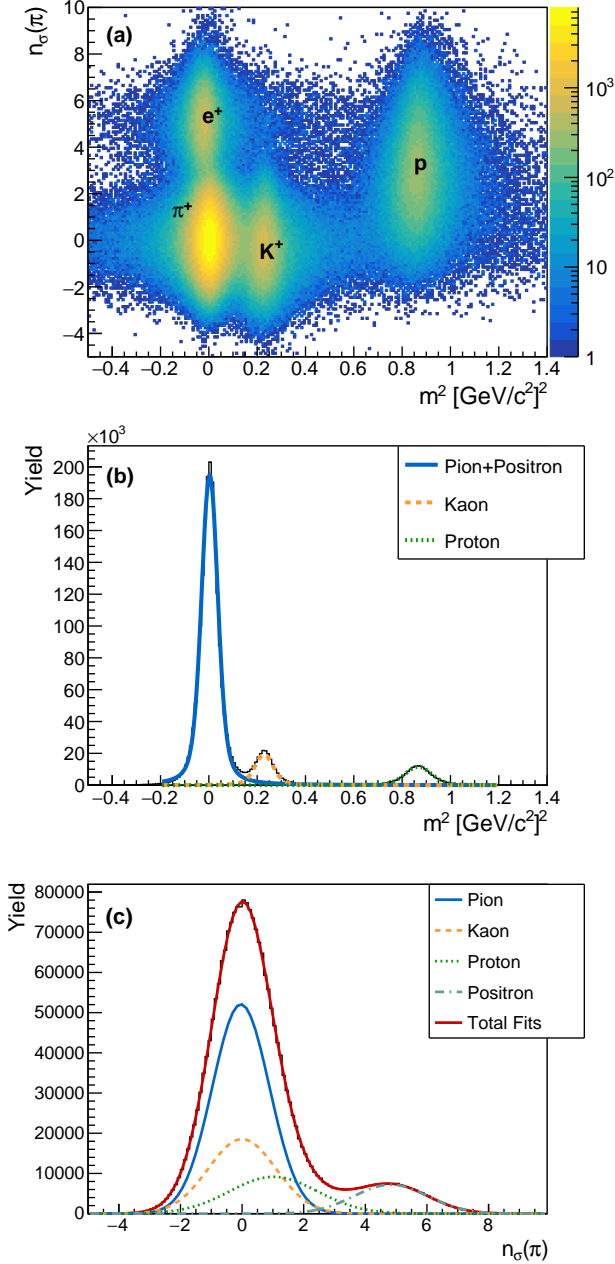 n_σ(π)
10
8
6
4
2
0
−2
−4
(a)
e⁺
π⁺
K⁺
p
10³
10²
10
1
−0.4 −0.2 0 0.2 0.4 0.6 0.8 1 1.2 1.4
m² [GeV/c²]²
×10³
Yield
200
180
160
140
120
100
80
60
40
20
0
(b)
Pion+Positron
Kaon
Proton
−0.4 −0.2 0 0.2 0.4 0.6 0.8 1 1.2 1.4
m² [GeV/c²]²
Yield
80000
70000
60000
50000
40000
30000
20000
10000
0
(c)
Pion
Kaon
Proton
Positron
Total Fits
−4 −2 0 2 4 6 8
n_σ(π)